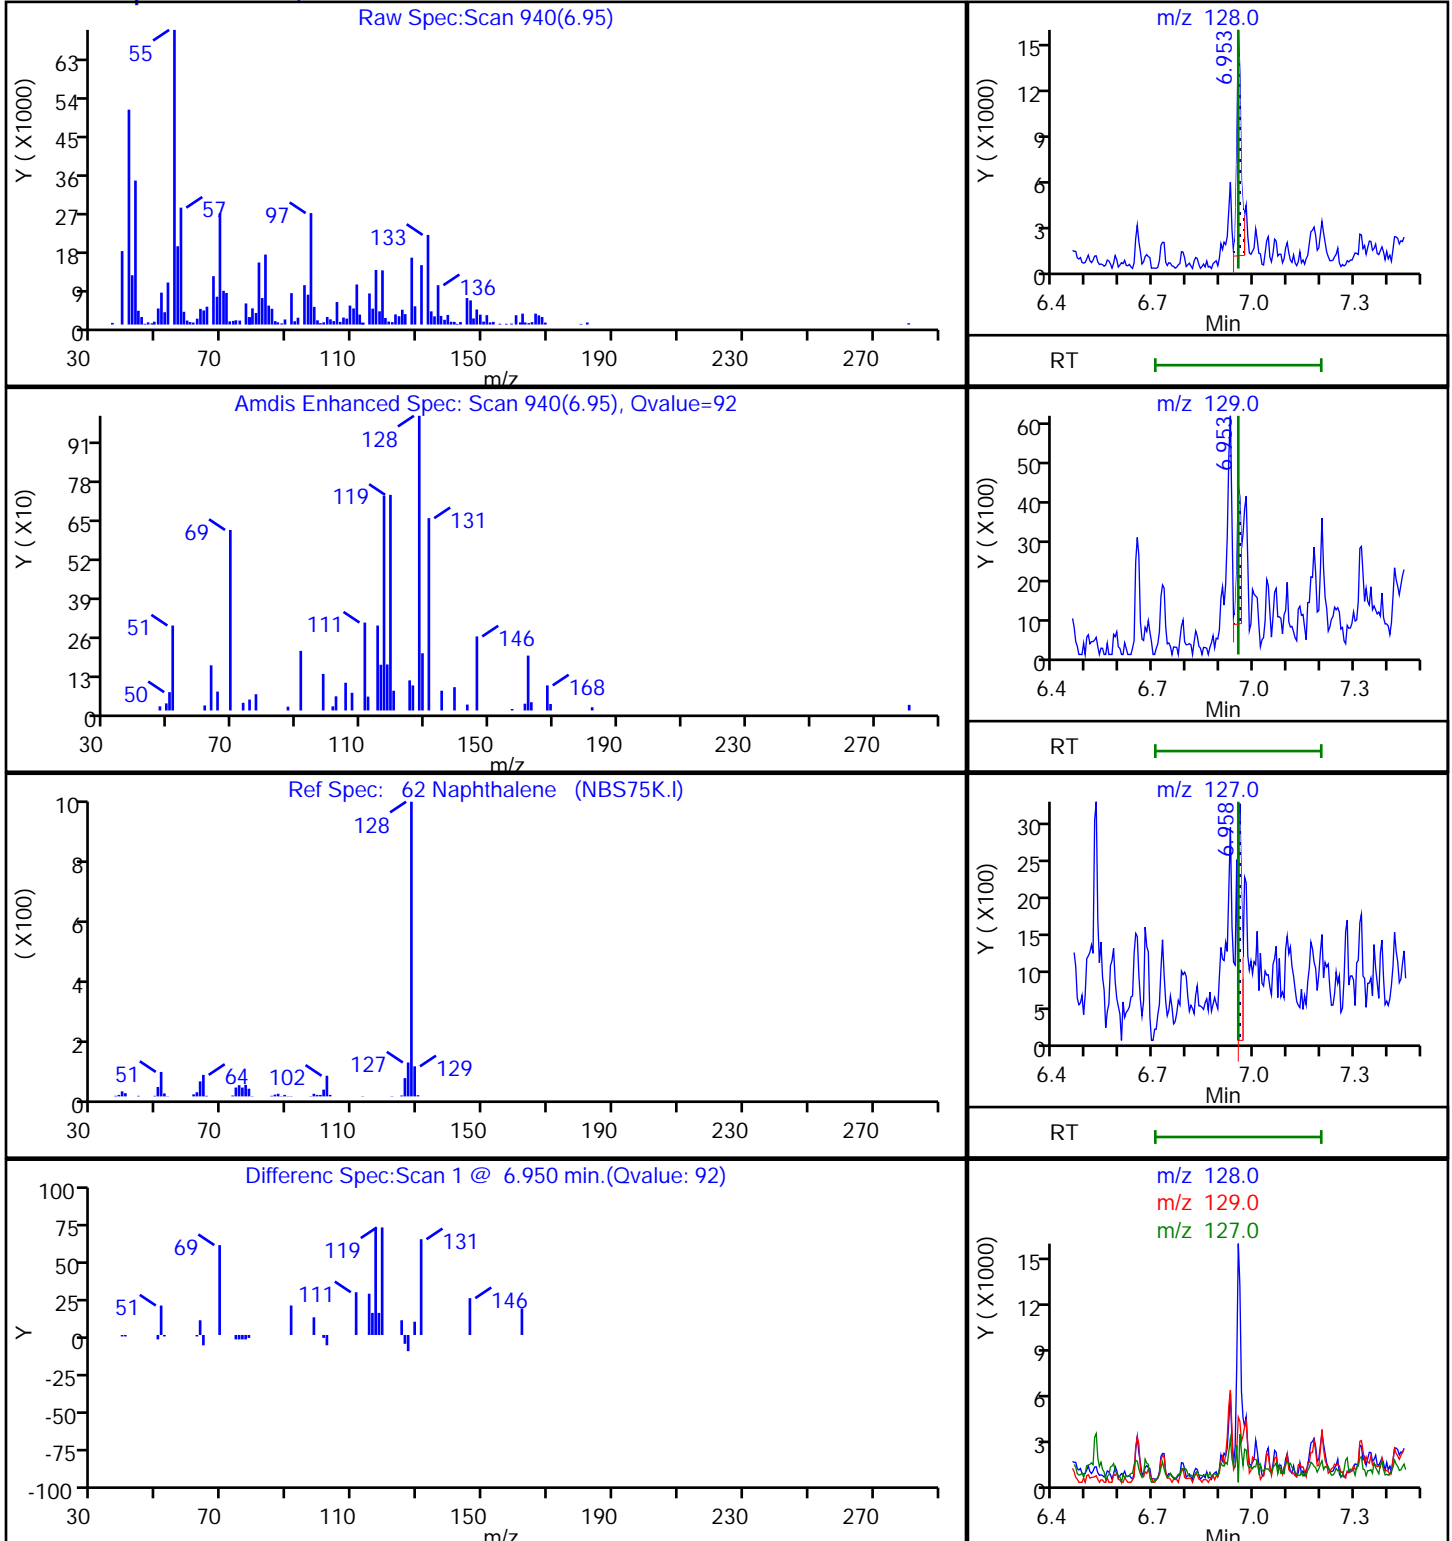 Raw Spec:Scan 940(6.95)
Y ( X1000)
63
54
45
36
27
18
9
0
55
57
97
133
136
30 70 110 150 190 230 270
m/z
m/z 128.0
Y ( X1000)
15
12
9
6
3
0
6.953
6.4 6.7 7.0 7.3
Min
RT
Amdis Enhanced Spec: Scan 940(6.95), Qvalue=92
Y ( X10)
91
78
65
52
39
26
13
0
128
119
131
69
111
51
146
50
168
30 70 110 150 190 230 270
m/z
m/z 129.0
Y ( X100)
60
50
40
30
20
10
0
6.953
6.4 6.7 7.0 7.3
Min
RT
Ref Spec: 62 Naphthalene (NBS75K.l)
( X100)
10
8
6
4
2
0
128
51
64
102
127
129
30 70 110 150 190 230 270
m/z 127.0
Y ( X100)
30
25
20
15
10
5
0
6.958
6.4 6.7 7.0 7.3
Min
RT
Differenc Spec:Scan 1 @ 6.950 min.(Qvalue: 92)
Y
100
75
50
25
0
-25
-50
-75
-100
69
119
131
51
111
146
30 70 110 150 190 230 270
m/z
m/z 128.0
m/z 129.0
m/z 127.0
Y ( X1000)
15
12
9
6
3
0
6.4 6.7 7.0 7.3
Min